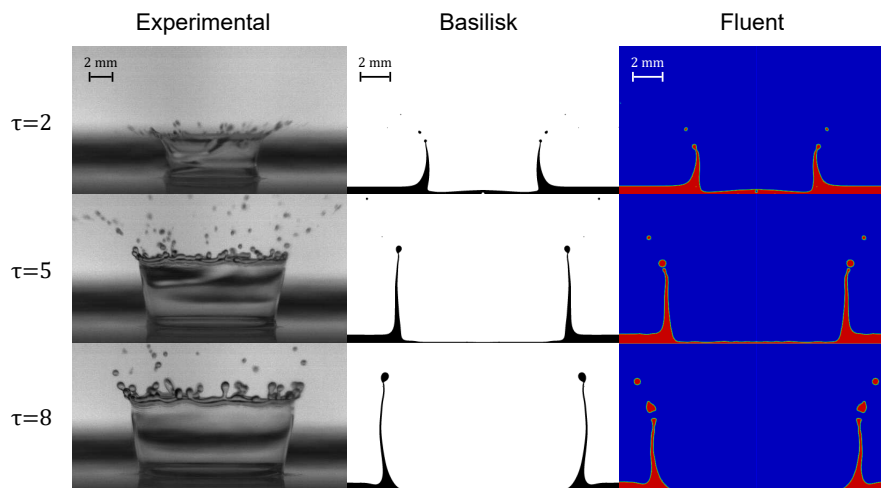 Experimental Basilisk Fluent
2 mm 2 mm 2 mm
τ=2
τ=5
τ=8